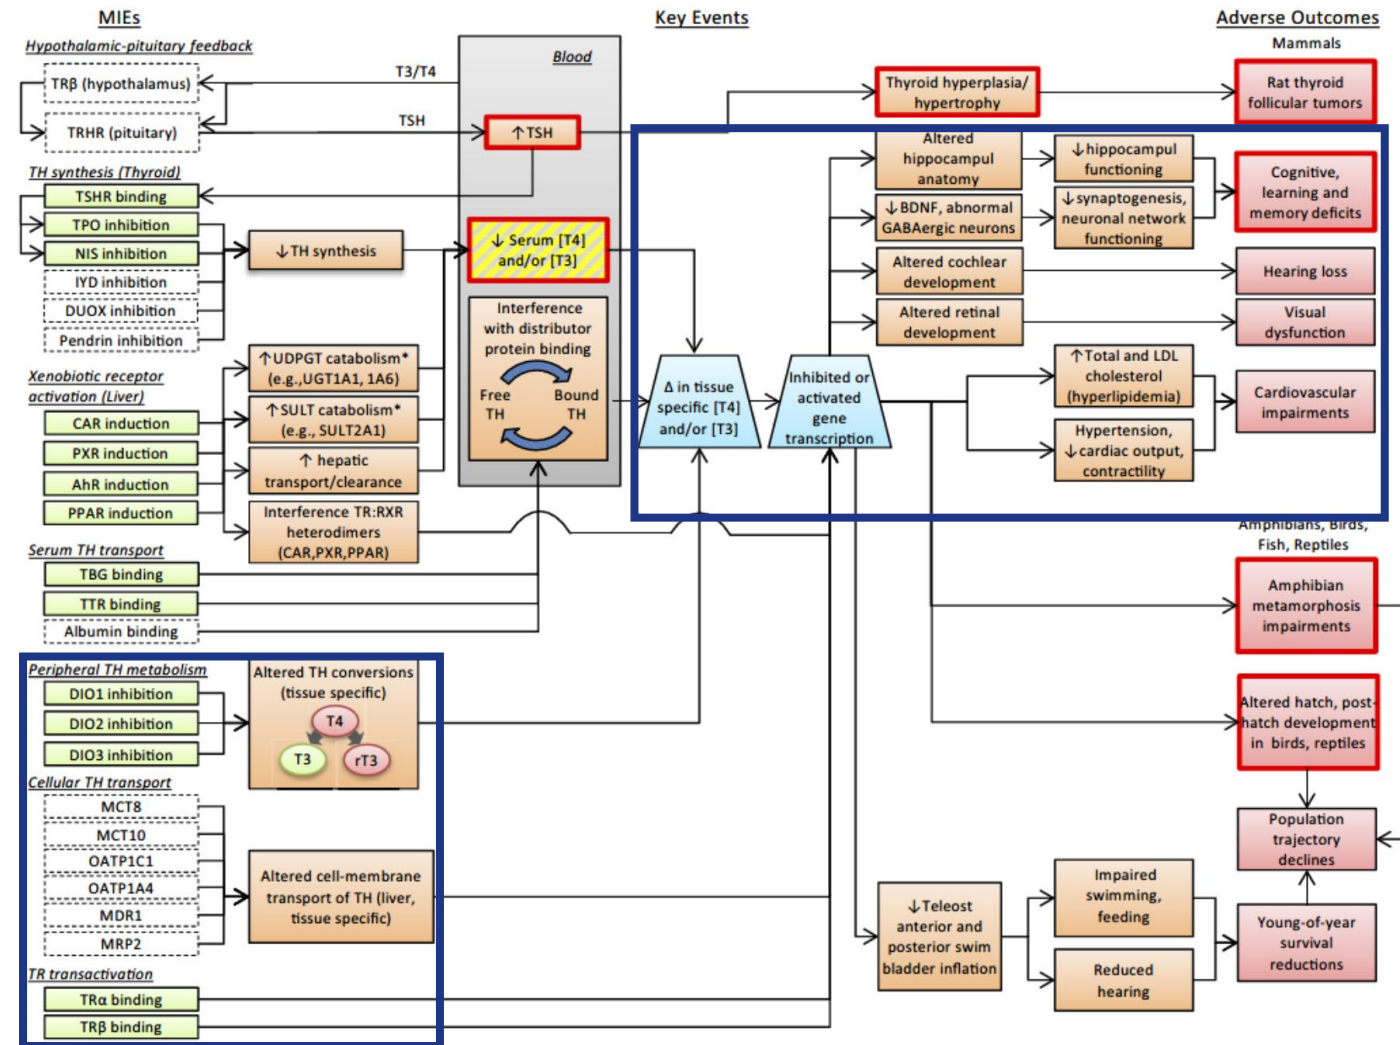 MIEs
Key Events
Adverse Outcomes
Hypothalamic-pituitary feedback
TRβ (hypothalamus)
TRHR (pituitary)
T3/T4
TSH
Blood
↑TSH
Thyroid hyperplasia/
hypertrophy
Mammals
Rat thyroid
follicular tumors
TH synthesis (Thyroid)
TSHR binding
TPO inhibition
NIS inhibition
IYD inhibition
DUOX inhibition
Pendrin inhibition
↓TH synthesis
↓ Serum [T4]
and/or [T3]
Interference
with distributor
protein binding
Free
TH
Bound
TH
Altered
hippocampul
anatomy
↓hippocampul
functioning
↓BDNF, abnormal
GABAergic neurons
↓synaptogenesis,
neuronal network
functioning
Cognitive,
learning and
memory deficits
Altered cochlear
development
Hearing loss
Altered retinal
development
Visual
dysfunction
Xenobiotic receptor
activation (Liver)
CAR induction
PXR induction
AhR induction
PPAR induction
↑UDPGT catabolism*
(e.g.,UGT1A1, 1A6)
↑SULT catabolism*
(e.g., SULT2A1)
↑ hepatic
transport/clearance
Interference TR:RXR
heterodimers
(CAR,PXR,PPAR)
Δ in tissue
specific [T4]
and/or [T3]
Inhibited or
activated
gene
transcription
↑Total and LDL
cholesterol
(hyperlipidemia)
Hypertension,
↓cardiac output,
contractility
Cardiovascular
impairments
Serum TH transport
TBG binding
TTR binding
Albumin binding
Amphibians, Birds,
Fish, Reptiles
Amphibian
metamorphosis
impairments
Peripheral TH metabolism
DIO1 inhibition
DIO2 inhibition
DIO3 inhibition
Altered TH conversions
(tissue specific)
T4
T3
rT3
Altered hatch, post-
hatch development
in birds, reptiles
Cellular TH transport
MCT8
MCT10
OATP1C1
OATP1A4
MDR1
MRP2
Altered cell-membrane
transport of TH (liver,
tissue specific)
Population
trajectory
declines
↓Teleost
anterior and
posterior swim
bladder inflation
Impaired
swimming,
feeding
Reduced
hearing
Young-of-year
survival
reductions
TR transactivation
TRα binding
TRβ binding